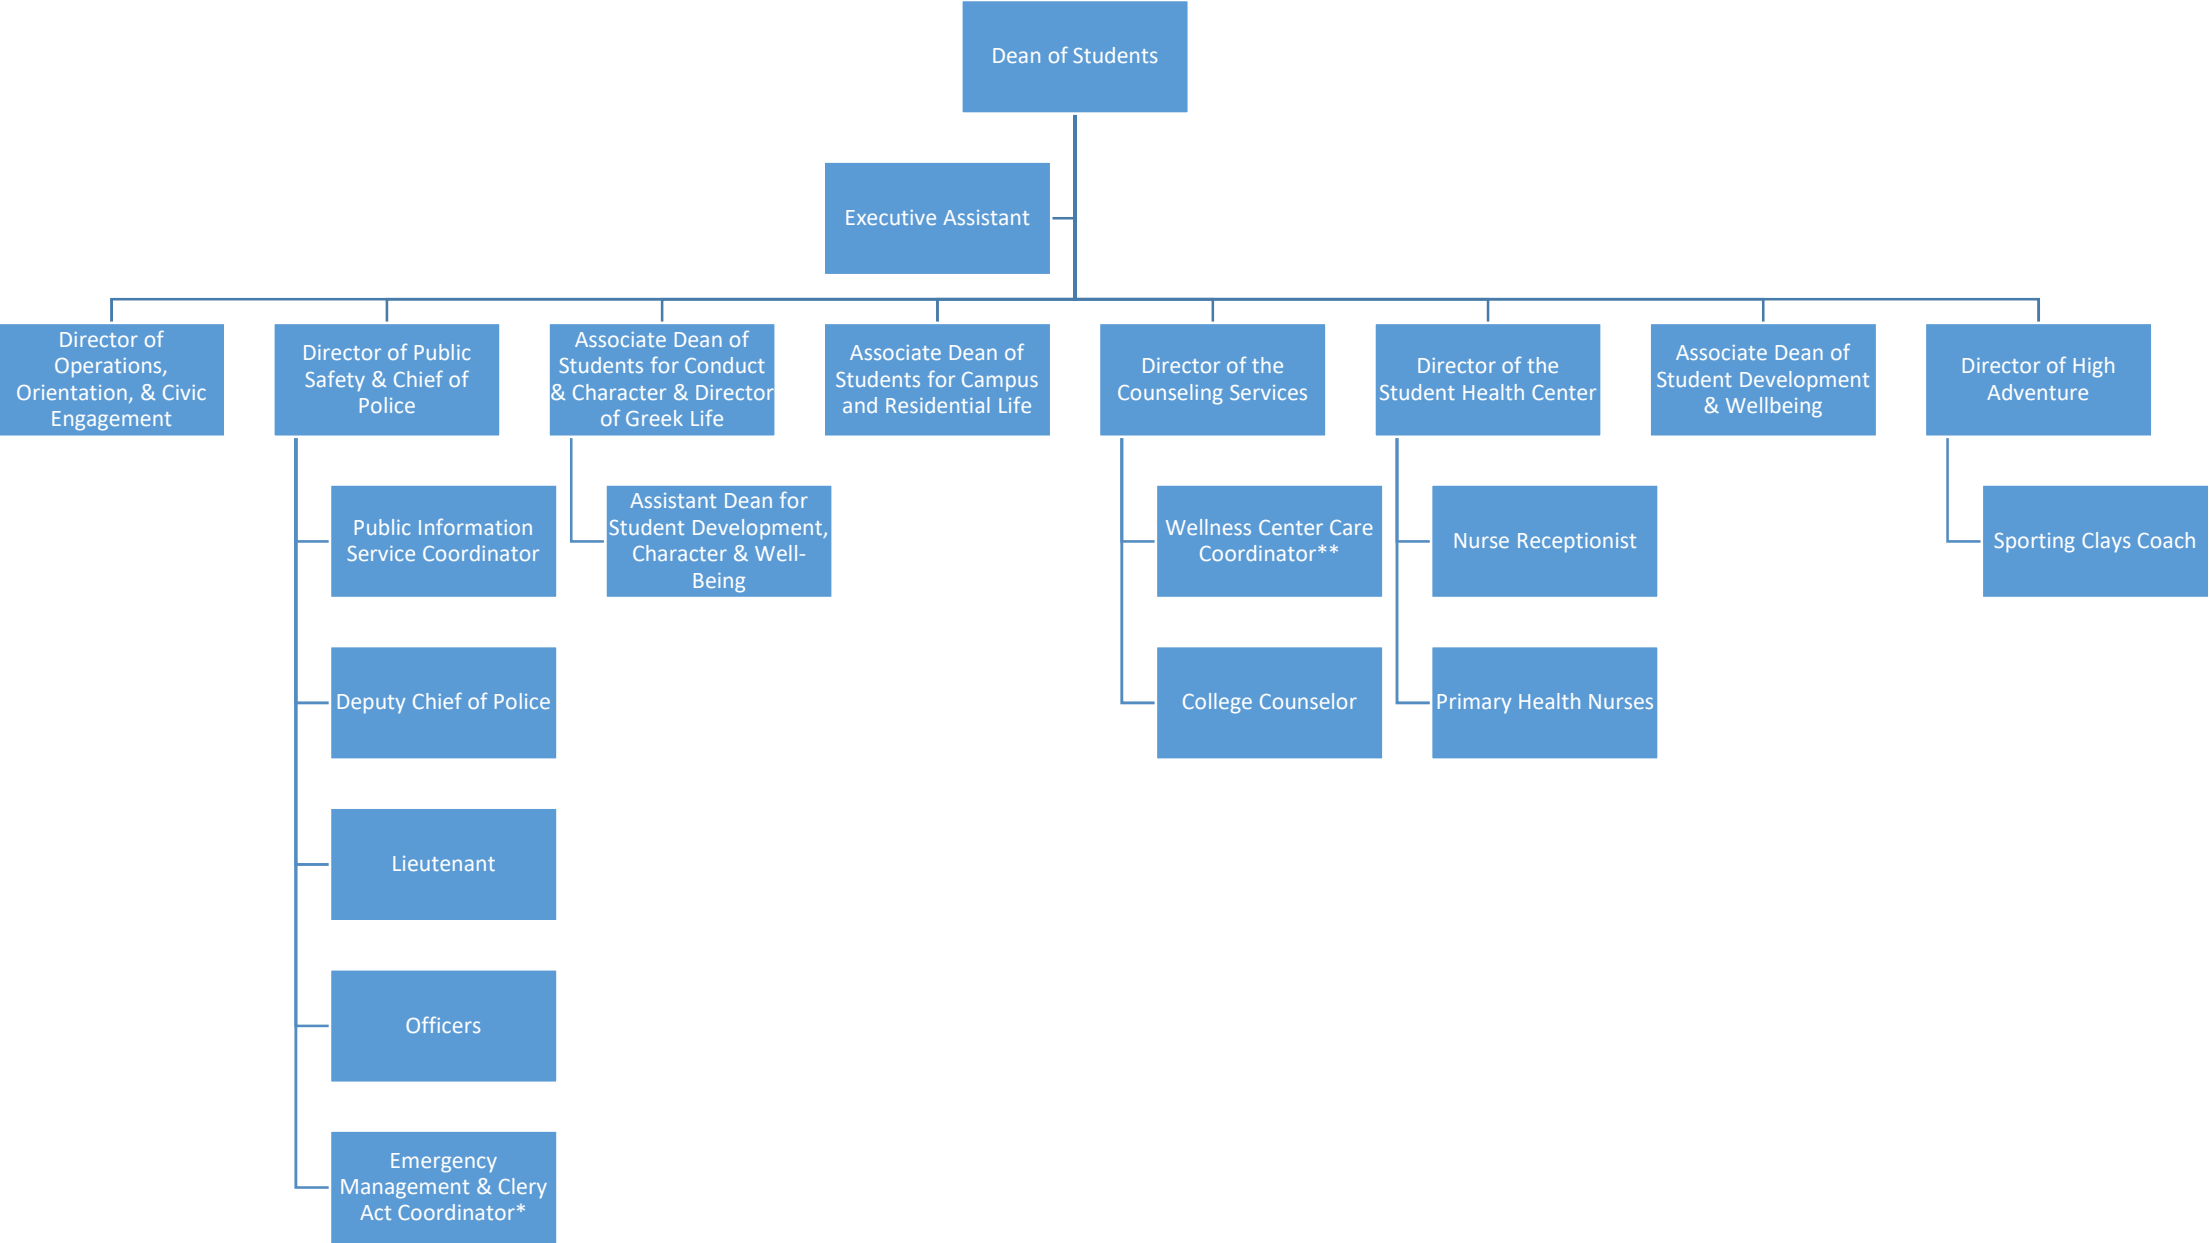 Dean of Students
Executive Assistant
Director of
Operations,
Orientation, & Civic
Engagement
Director of Public
Safety & Chief of
Police
Associate Dean of
Students for Conduct
& Character & Director
of Greek Life
Associate Dean of
Students for Campus
and Residential Life
Director of the
Counseling Services
Director of the
Student Health Center
Associate Dean of
Student Development
& Wellbeing
Director of High
Adventure
Public Information
Service Coordinator
Deputy Chief of Police
Lieutenant
Officers
Emergency
Management & Clery
Act Coordinator*
Assistant Dean for
Student Development,
Character & Well-
Being
Wellness Center Care
Coordinator**
College Counselor
Nurse Receptionist
Primary Health Nurses
Sporting Clays Coach